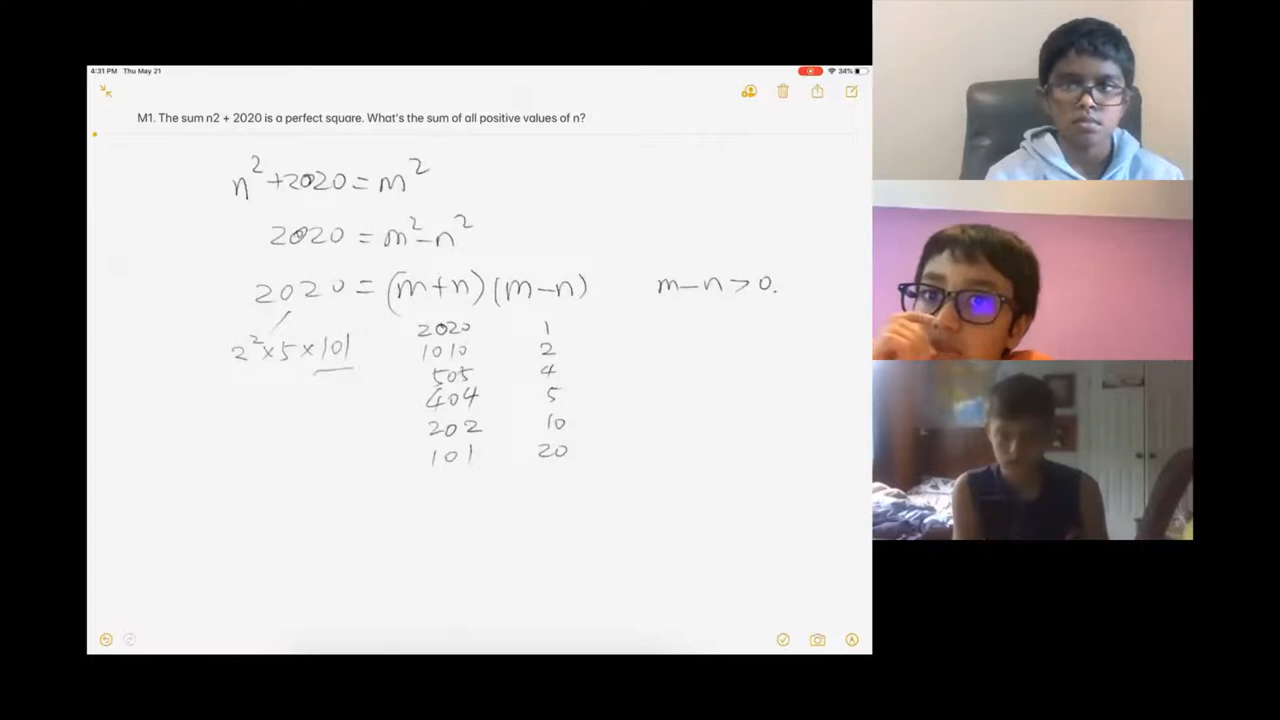 4:31 PM Thu May 21
34%
M1. The sum n2 + 2020 is a perfect square. What's the sum of all positive values of n?
n²+2020=m²
2020=m²-n²
2020=(m+n)(m-n) m-n>0.
2020 1
2²×5×101 1010 2
505 4
404 5
202 10
101 20